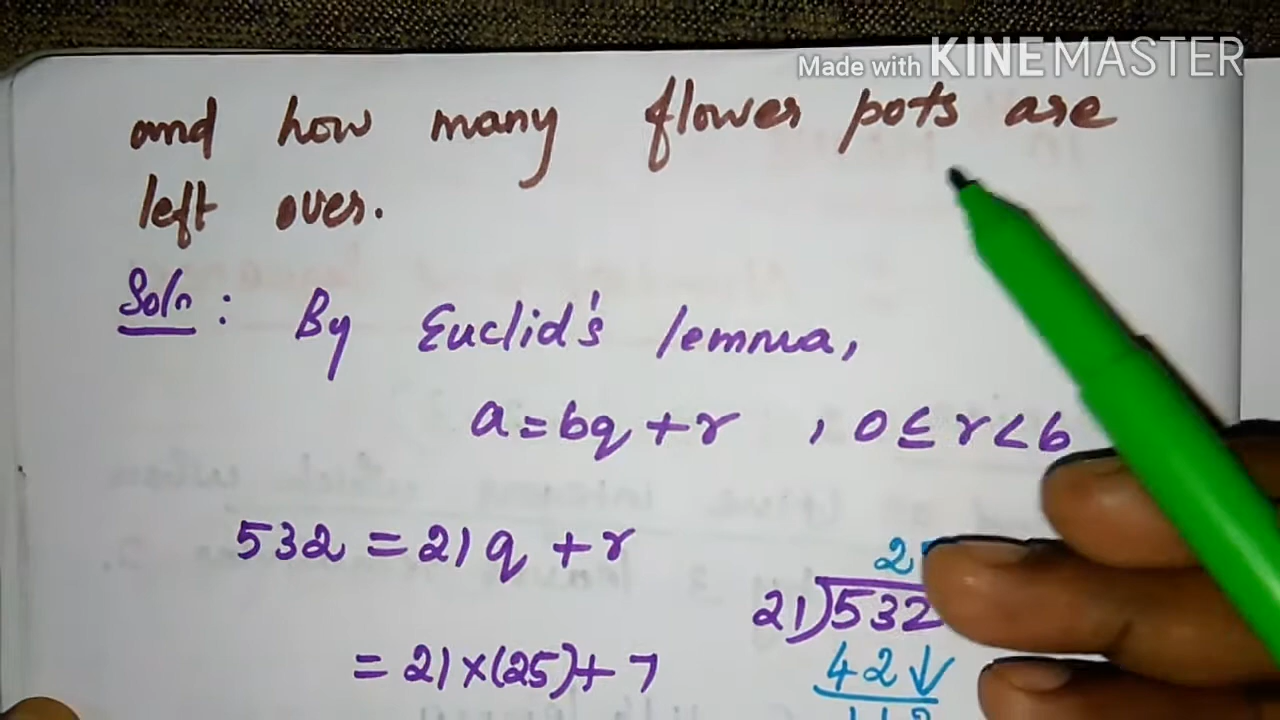 Made with KINEMASTER
and how many flower pots are
left over.
Soln : By Euclid's lemma,
a = bq + r , 0 ≤ r < b
532 = 21q + r
21)532
= 21×(25)+ 7
42↓